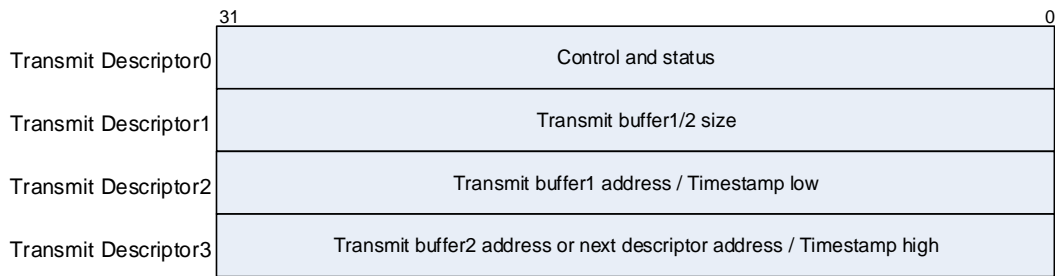 31 0
Transmit Descriptor0 Control and status
Transmit Descriptor1 Transmit buffer1/2 size
Transmit Descriptor2 Transmit buffer1 address / Timestamp low
Transmit Descriptor3 Transmit buffer2 address or next descriptor address / Timestamp high